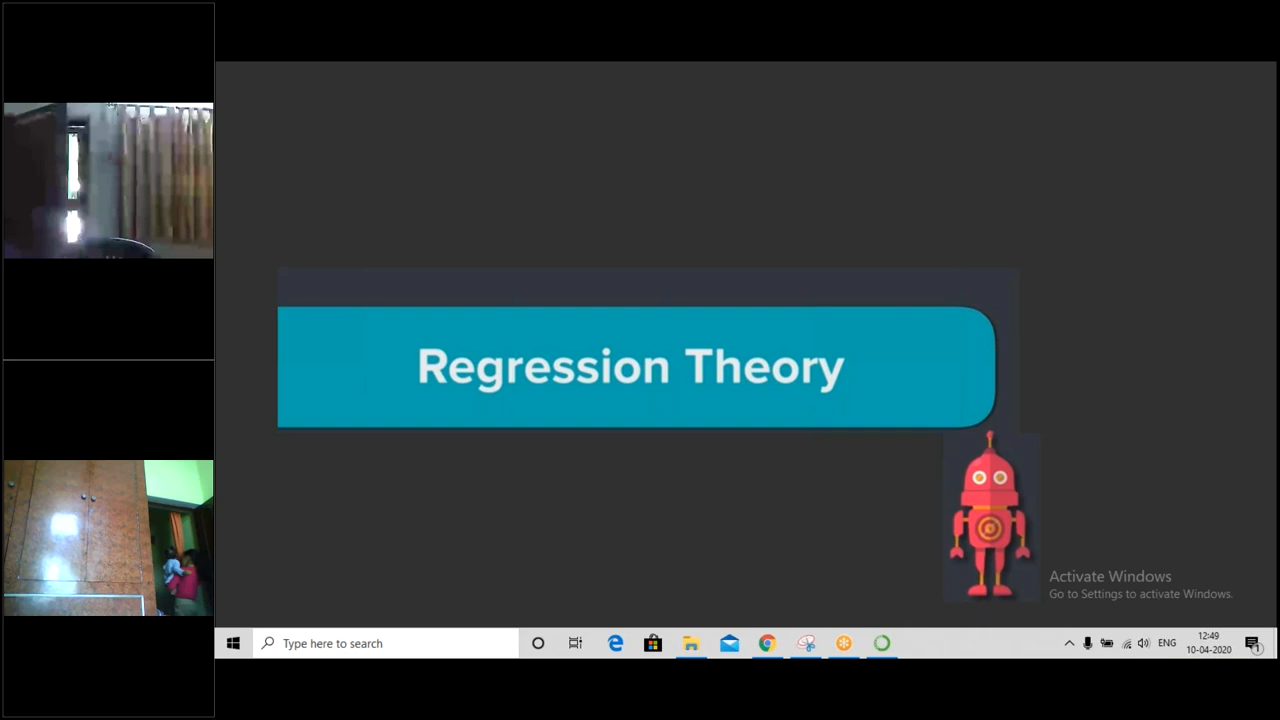 Regression Theory
Activate Windows
Go to Settings to activate Windows.
Type here to search
ENG
12:49
10-04-2020
1